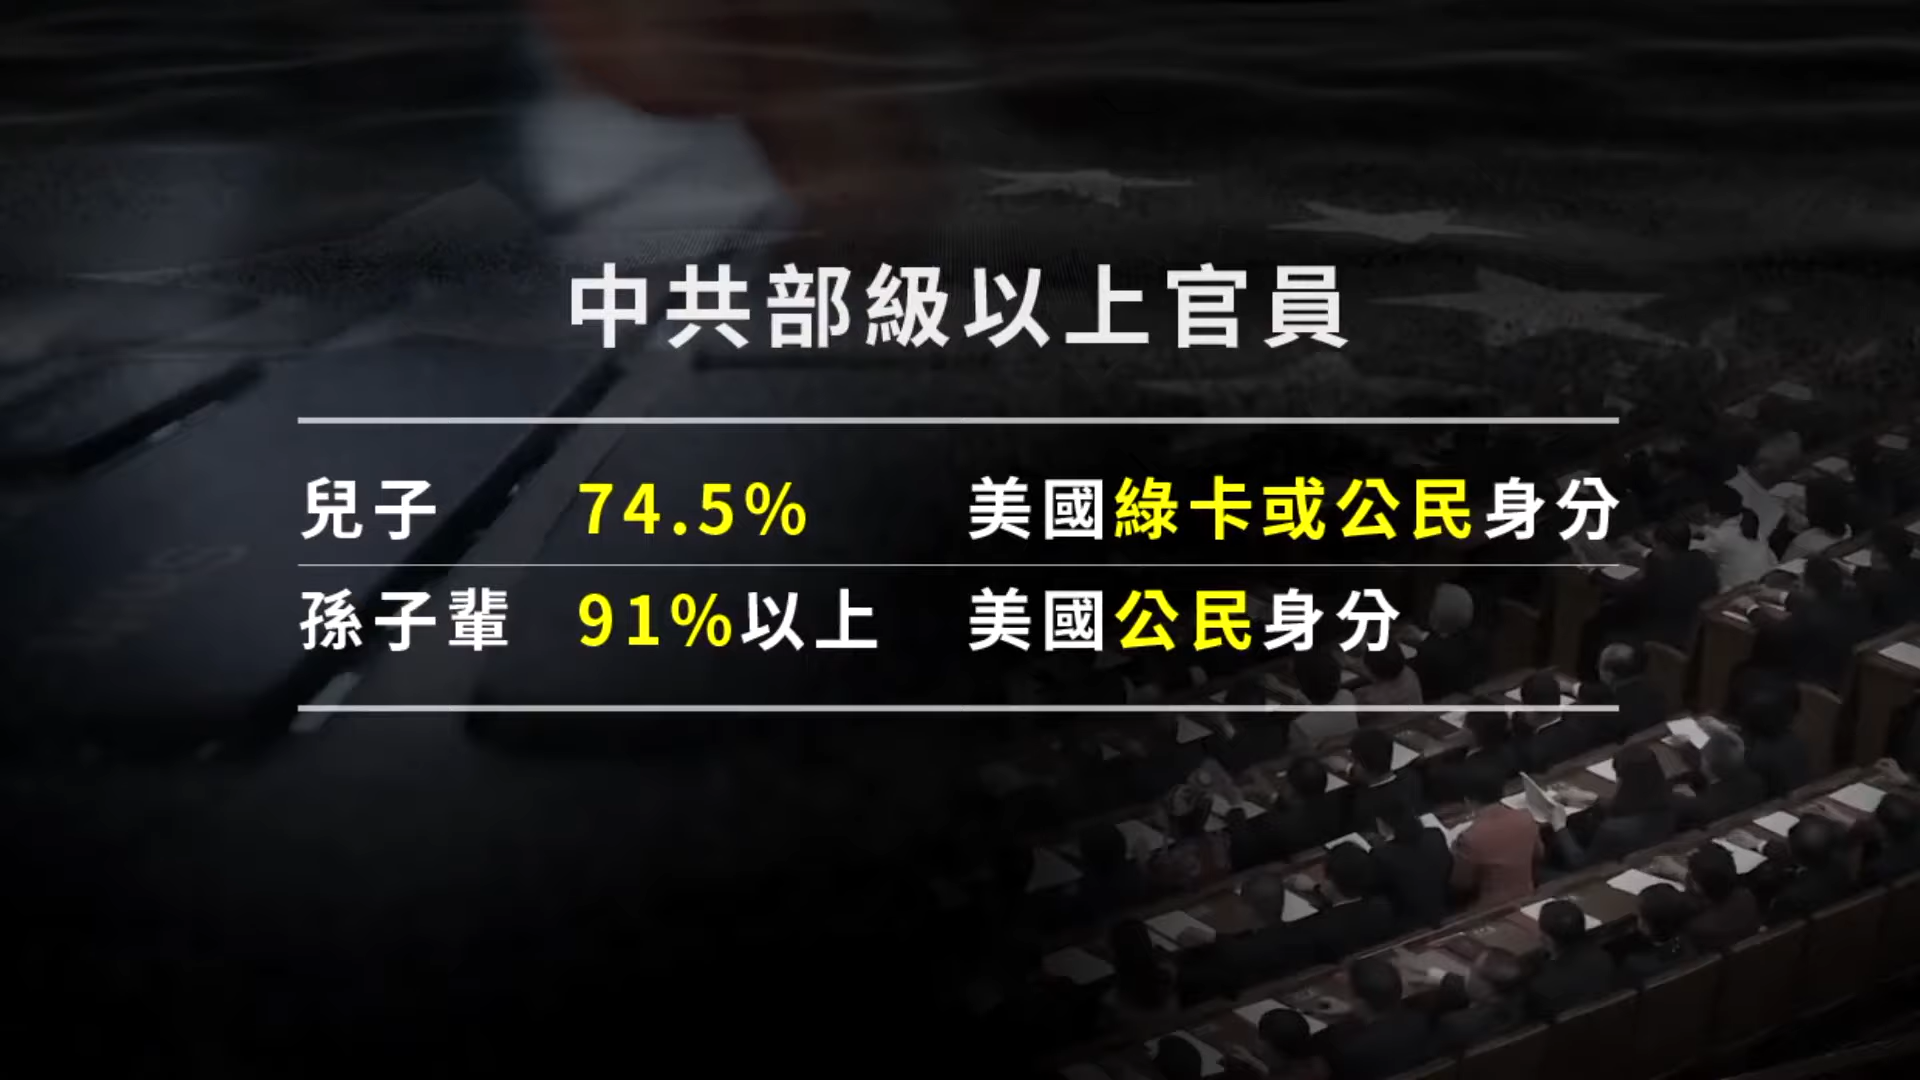 中共部級以上官員
兒子 74.5% 美國綠卡或公民身分
孫子輩 91%以上 美國公民身分